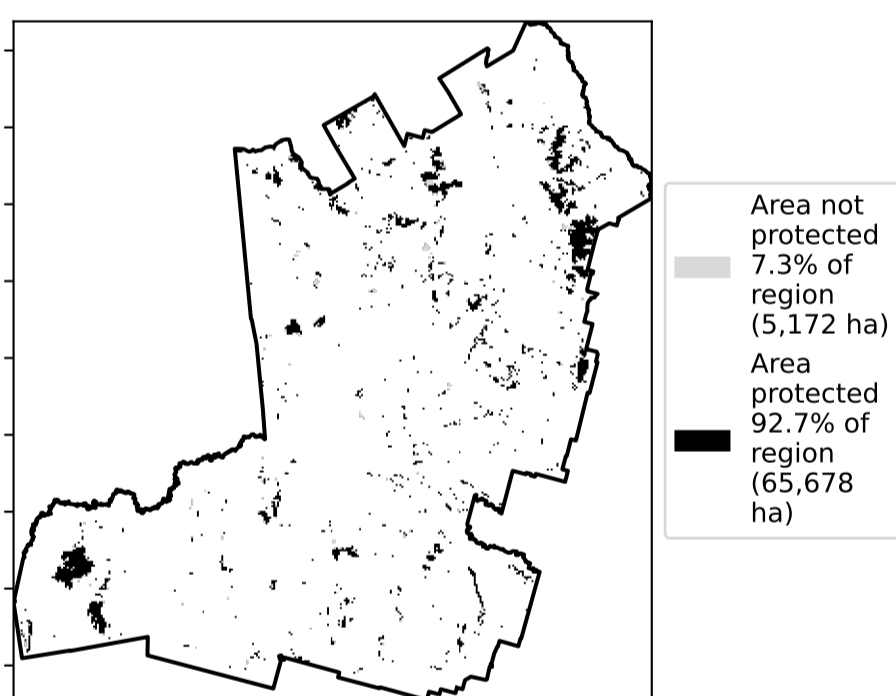 Area not
protected
7.3% of
region
(5,172 ha)
Area
protected
92.7% of
region
(65,678
ha)